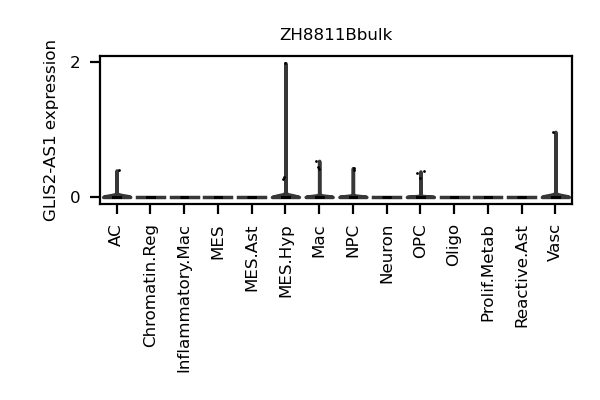 ZH8811Bbulk
GLIS2-AS1 expression
2
0
AC
Chromatin.Reg
Inflammatory.Mac
MES
MES.Ast
MES.Hyp
Mac
NPC
Neuron
OPC
Oligo
Prolif.Metab
Reactive.Ast
Vasc